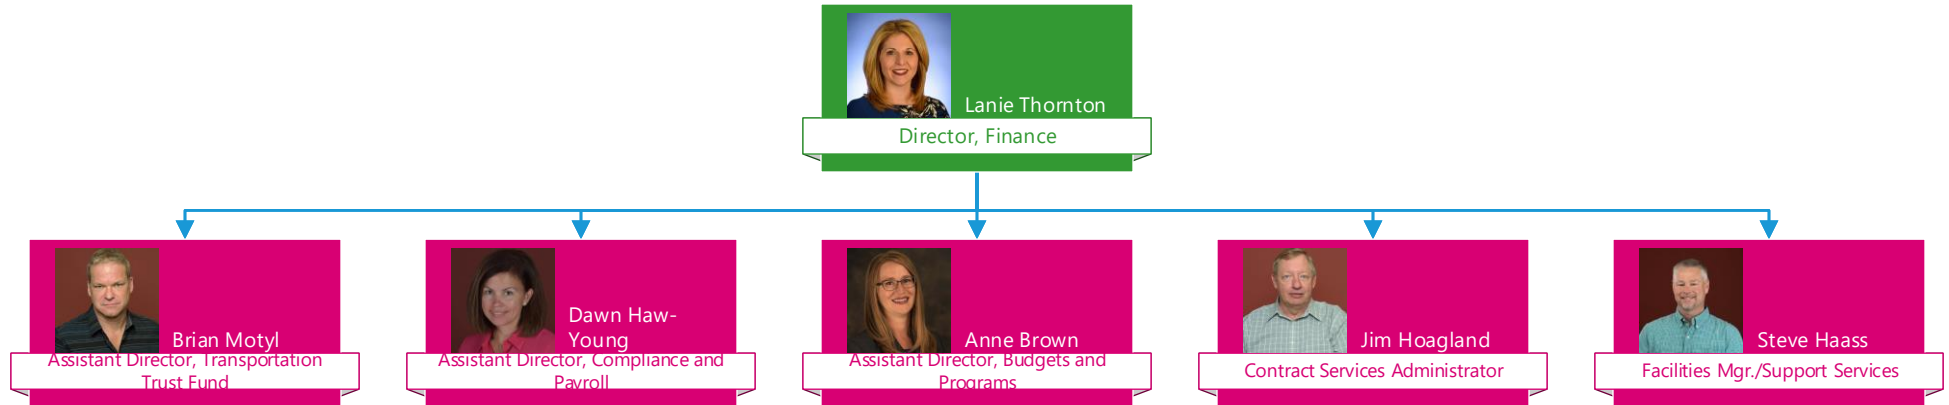 Lanie Thornton
Director, Finance
Brian Motyl
Assistant Director, Transportation
Trust Fund
Dawn Haw-
Young
Assistant Director, Compliance and
Payroll
Anne Brown
Assistant Director, Budgets and
Programs
Jim Hoagland
Contract Services Administrator
Steve Haass
Facilities Mgr./Support Services